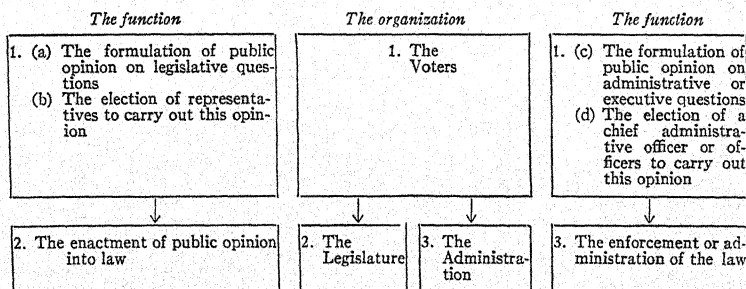 The function
The organization
The function
1. (a) The formulation of public
opinion on legislative ques-
tions
(b) The election of representa-
tives to carry out this opin-
ion
1. The
Voters
1. (c) The formulation of
public opinion on
administrative or
executive questions
(d) The election of a
chief administra-
tive officer or of-
ficers to carry out
this opinion
2. The enactment of public opinion
into law
2. The
Legislature
3. The
Administra-
tion
3. The enforcement or ad-
ministration of the law